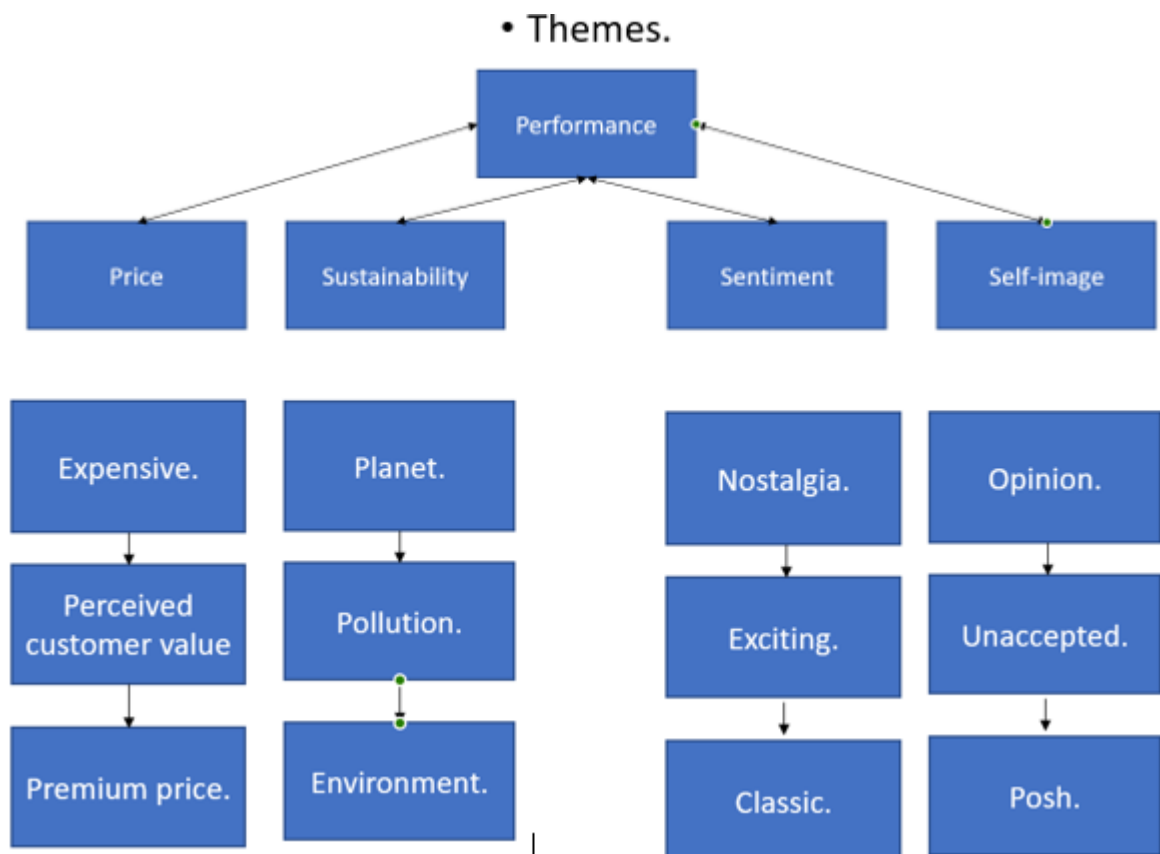 • Themes.
Performance
Price
Sustainability
Sentiment
Self-image
Expensive.
Planet.
Nostalgia.
Opinion.
Perceived
customer value
Pollution.
Exciting.
Unaccepted.
Premium price.
Environment.
Classic.
Posh.